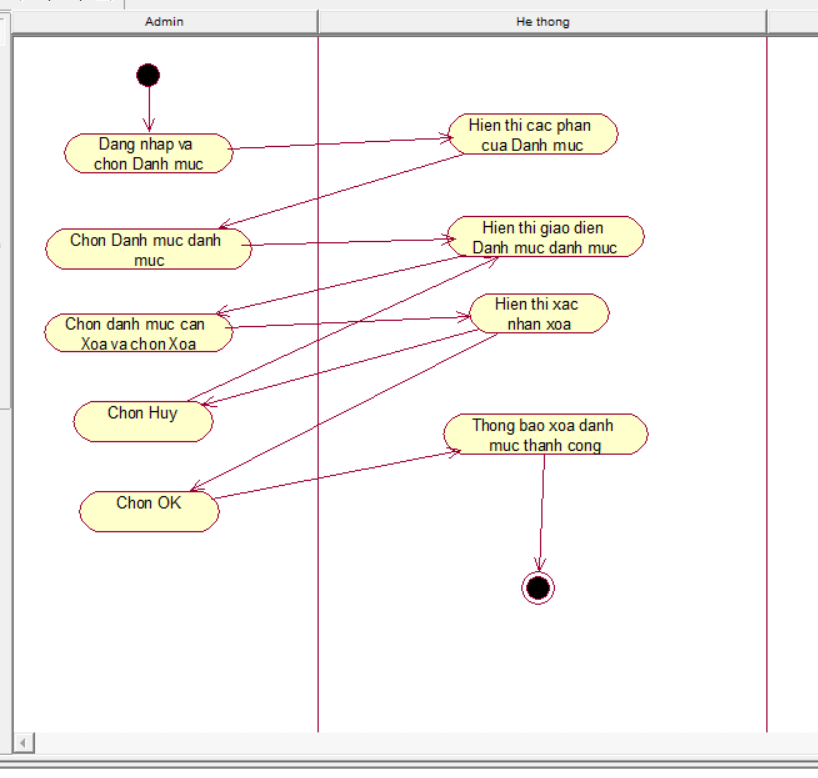 Admin
He thong
Dang nhap va
chon Danh muc
Hien thi cac phan
cua Danh muc
Chon Danh muc danh
muc
Hien thi giao dien
Danh muc danh muc
Chon danh muc can
Xoa va chon Xoa
Hien thi xac
nhan xoa
Chon Huy
Thong bao xoa danh
muc thanh cong
Chon OK